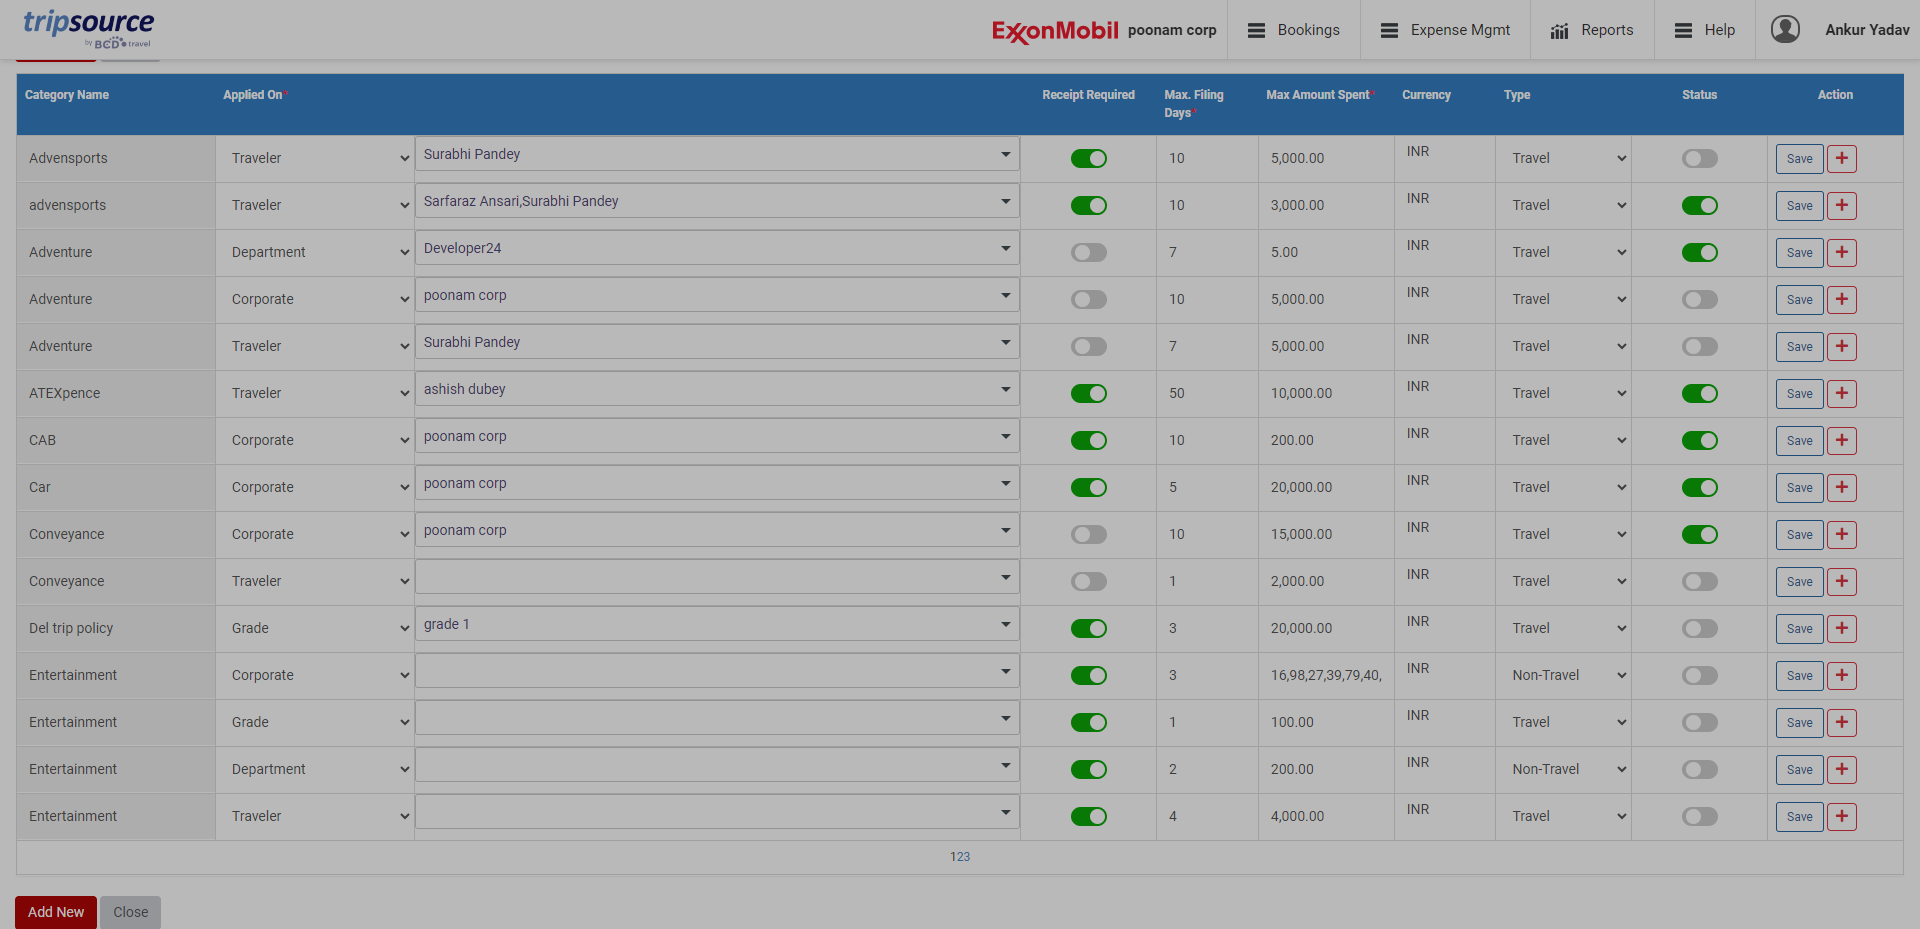 tripsource
by BCD travel
ExxonMobil poonam corp Bookings Expense Mgmt Reports Help Ankur Yadav
Category Name Applied On* Receipt Required Max. Filing Days* Max Amount Spent* Currency Type Status Action
Advensports Traveler Surabhi Pandey 10 5,000.00 INR Travel Save +
advensports Traveler Sarfaraz Ansari,Surabhi Pandey 10 3,000.00 INR Travel Save +
Adventure Department Developer24 7 5.00 INR Travel Save +
Adventure Corporate poonam corp 10 5,000.00 INR Travel Save +
Adventure Traveler Surabhi Pandey 7 5,000.00 INR Travel Save +
ATEXpence Traveler ashish dubey 50 10,000.00 INR Travel Save +
CAB Corporate poonam corp 10 200.00 INR Travel Save +
Car Corporate poonam corp 5 20,000.00 INR Travel Save +
Conveyance Corporate poonam corp 10 15,000.00 INR Travel Save +
Conveyance Traveler 1 2,000.00 INR Travel Save +
Del trip policy Grade grade 1 3 20,000.00 INR Travel Save +
Entertainment Corporate 3 16,98,27,39,79,40, INR Non-Travel Save +
Entertainment Grade 1 100.00 INR Travel Save +
Entertainment Department 2 200.00 INR Non-Travel Save +
Entertainment Traveler 4 4,000.00 INR Travel Save +
123
Add New Close